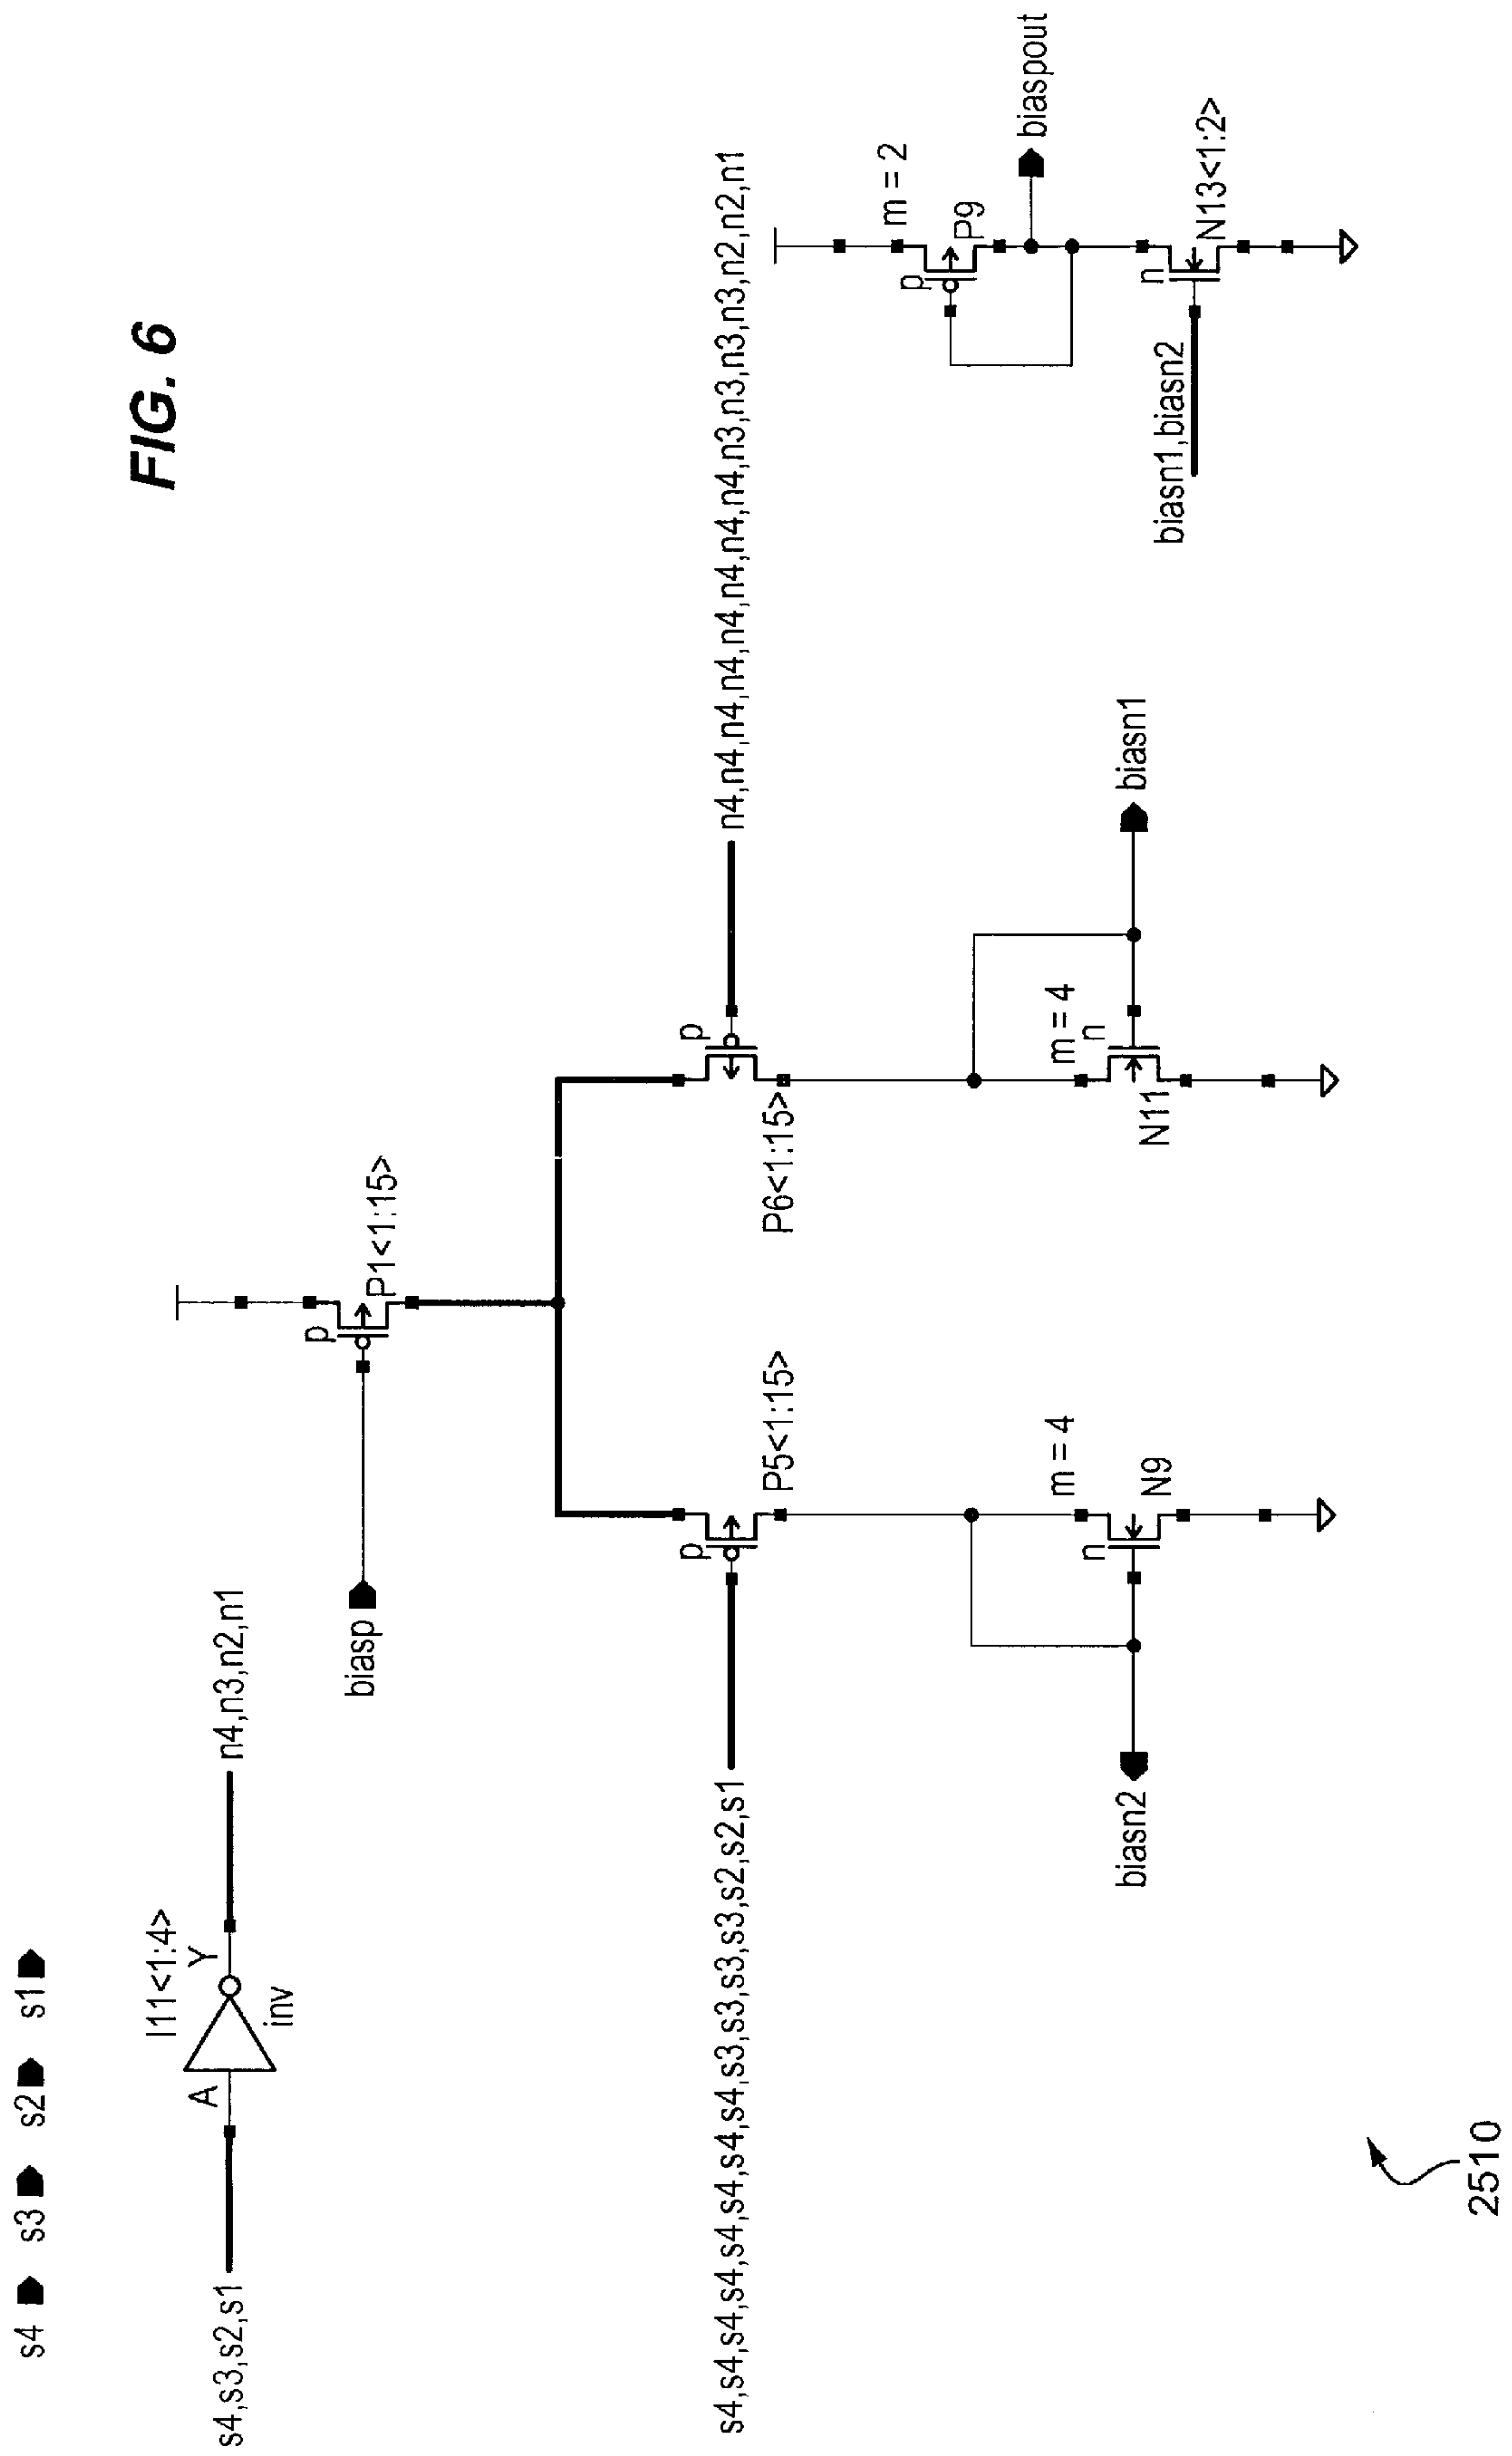 s4 s3 s2 s1
FIG. 6
I11<1:4>
A Y
s4,s3,s2,s1
n4,n3,n2,n1
inv
p
biasp
P1<1:15>
s4,s4,s4,s4,s4,s4,s4,s4,s3,s3,s3,s3,s2,s2,s1
p
P5<1:15>
p
P6<1:15>
n4,n4,n4,n4,n4,n4,n4,n4,n3,n3,n3,n3,n2,n2,n1
m = 2
p
P9
biaspout
m = 4
n
N9
biasn2
m = 4
n
N11
biasn1
biasn1,biasn2
n
N13<1:2>
2510